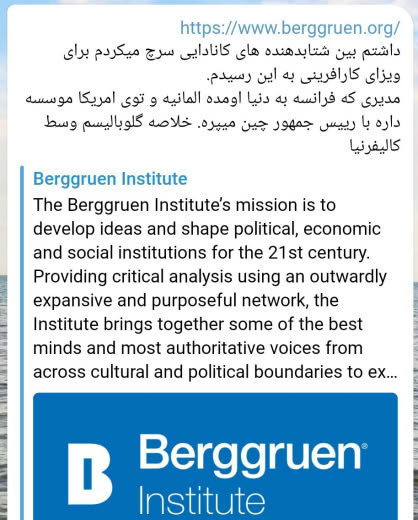 https://www.berggruen.org/
داشتم بین شتابدهنده های کانادایی سرچ میکردم برای
ویزای کارافرینی به این رسیدم.
مدیری که فرانسه به دنیا اومده المانیه و توی امریکا موسسه
داره با رییس جمهور چین میپره. خلاصه گلوبالیسم وسط
کالیفرنیا
Berggruen Institute
The Berggruen Institute’s mission is to
develop ideas and shape political, economic
and social institutions for the 21st century.
Providing critical analysis using an outwardly
expansive and purposeful network, the
Institute brings together some of the best
minds and most authoritative voices from
across cultural and political boundaries to ex...
Berggruen®
Institute